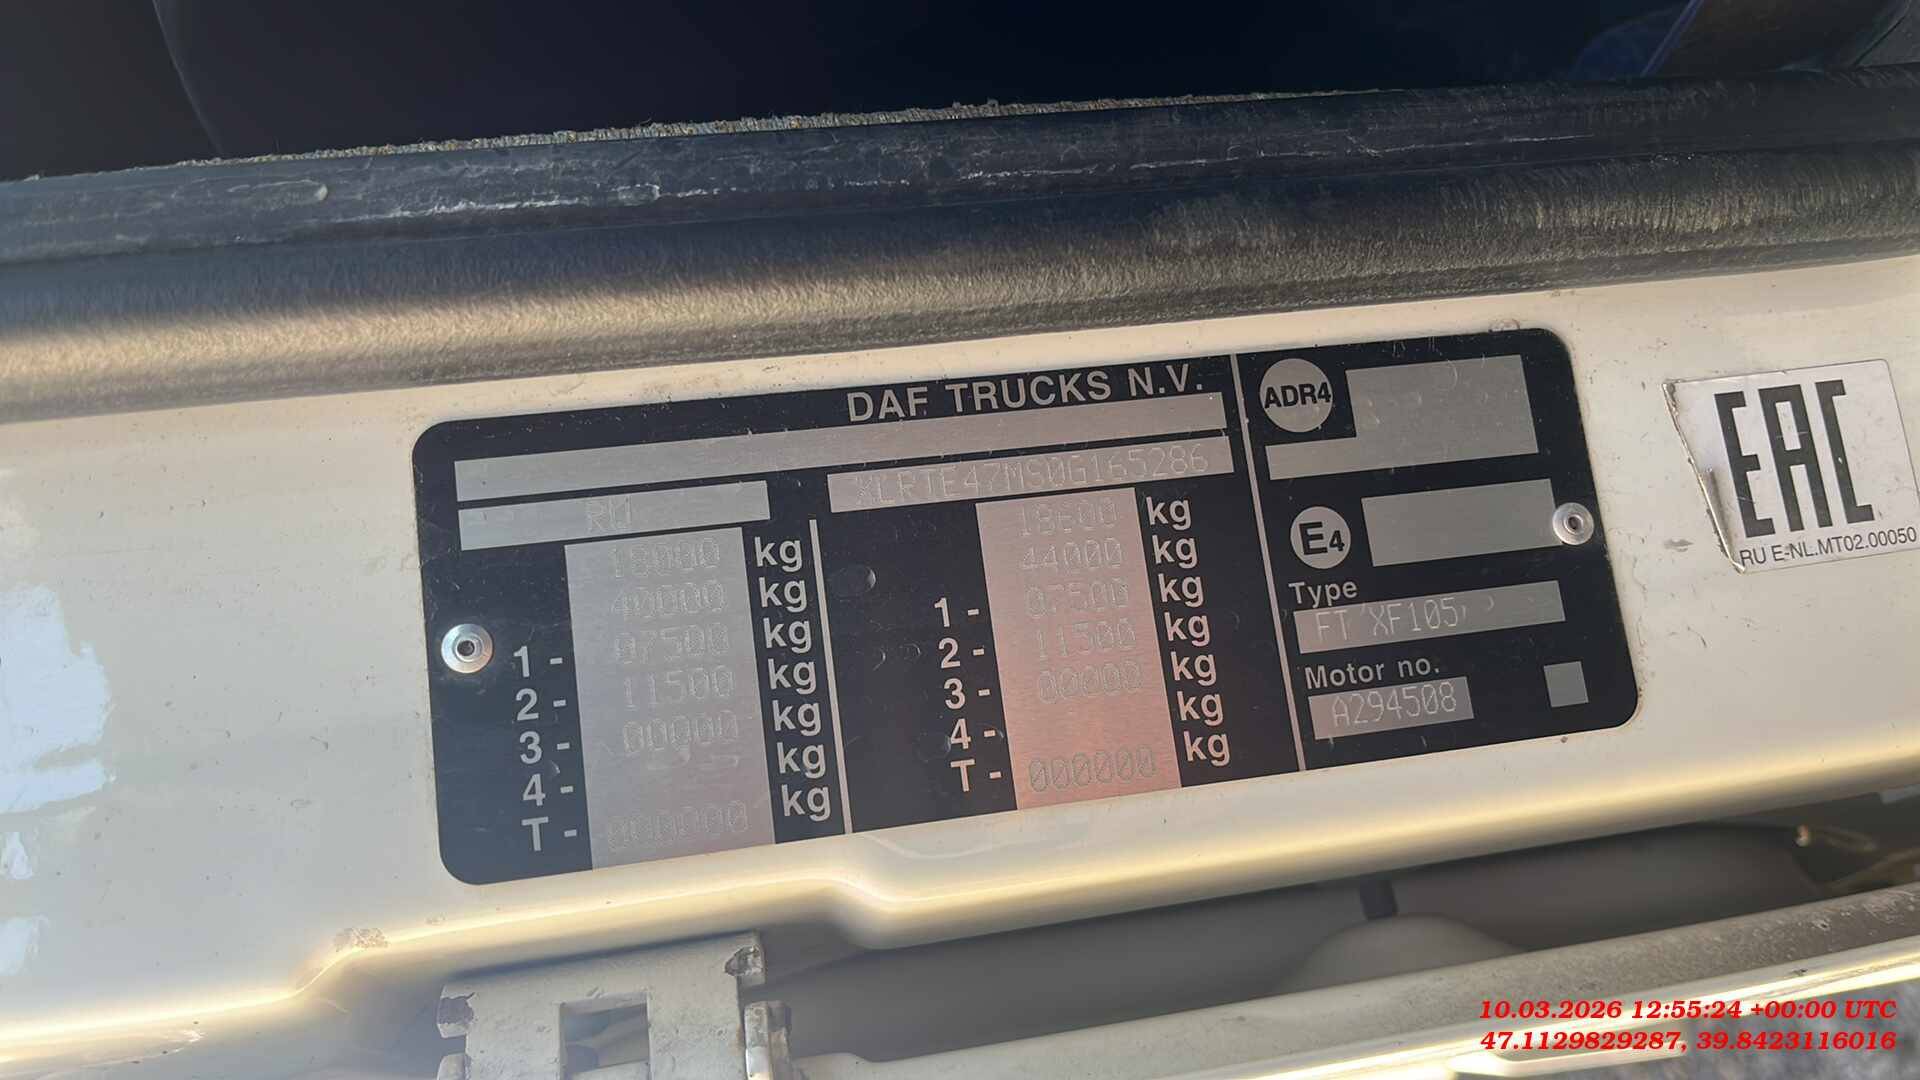 DAF TRUCKS N.V.
XLRTE47MS0G165286
RU
18000 kg
40000 kg
1- 07500 kg
2- 11500 kg
3- 00000 kg
4- kg
T- 000000 kg
18600 kg
44000 kg
1- 07500 kg
2- 11500 kg
3- 00000 kg
4- kg
T- 000000 kg
ADR4
E4
Type
FT XF105
Motor no.
A294508
EAC
RU E-NL.MT02.00050
10.03.2026 12:55:24 +00:00 UTC
47.1129829287, 39.8423116016